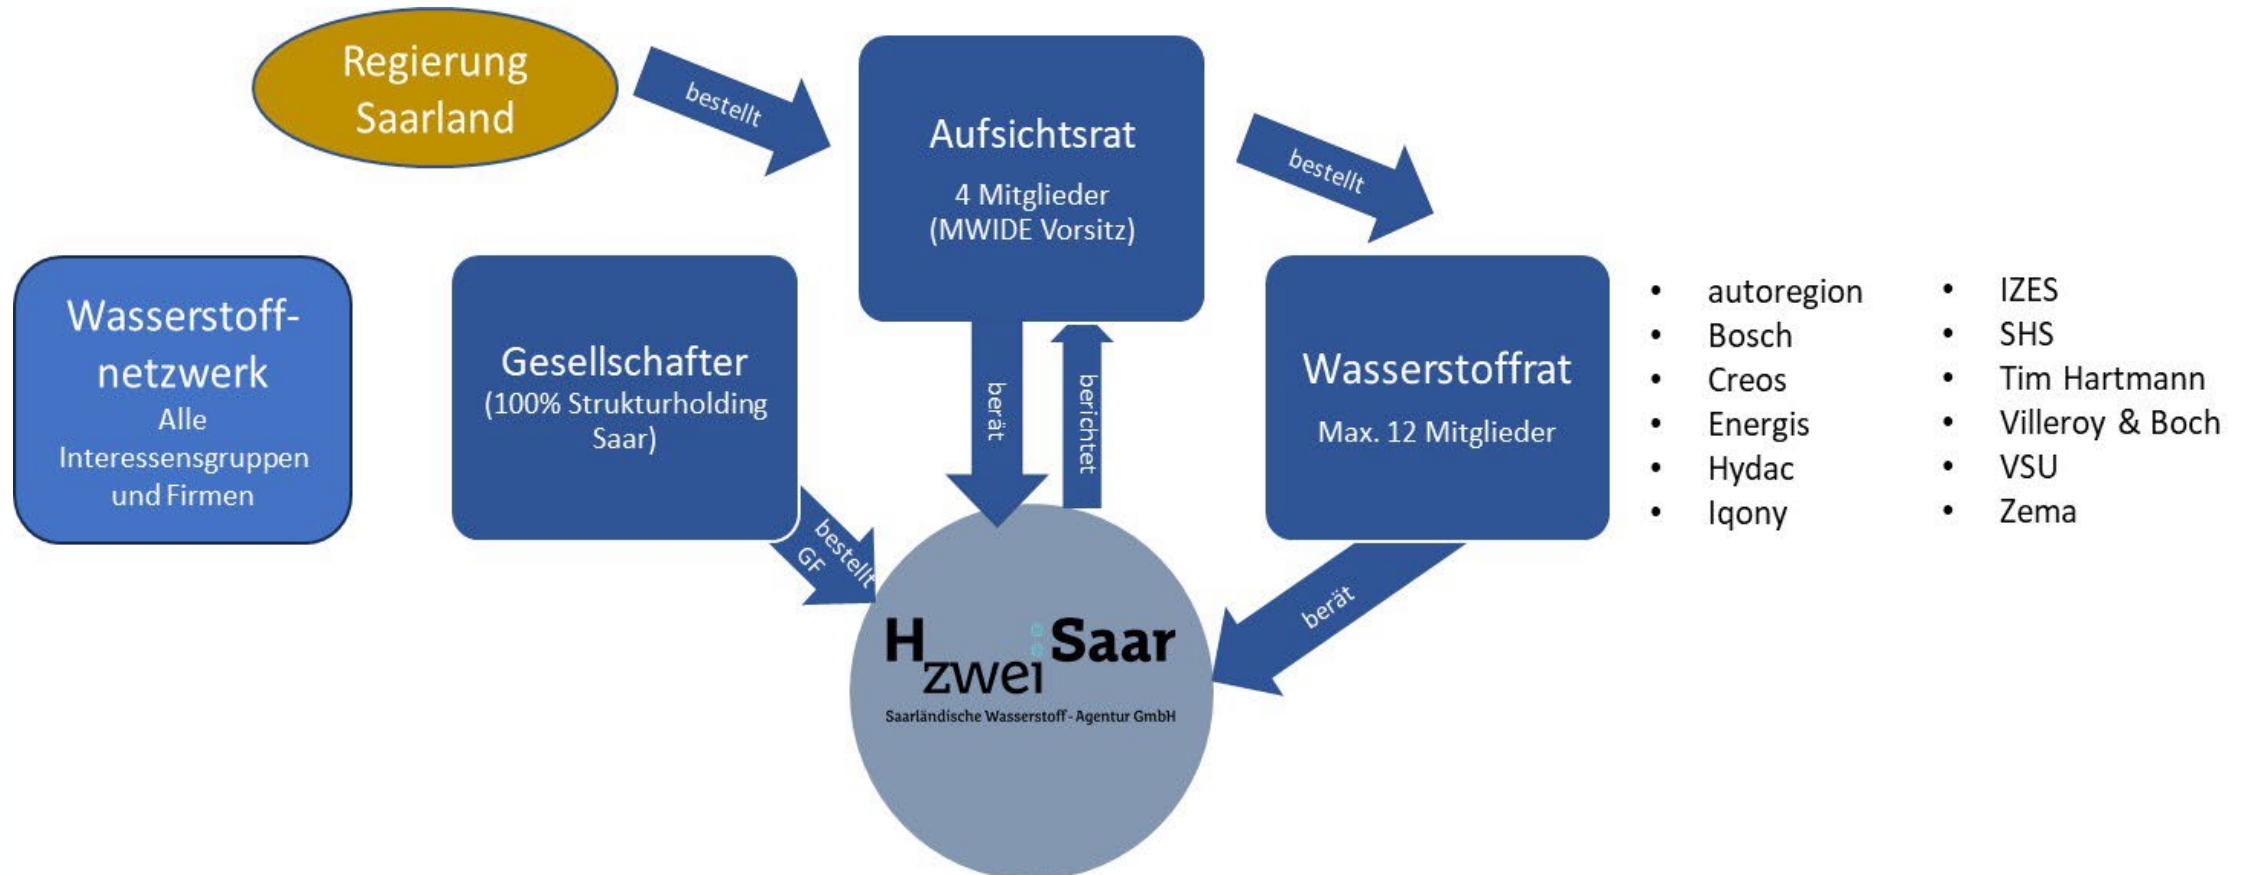 Regierung
Saarland
bestellt
Aufsichtsrat
4 Mitglieder
(MWIDE Vorsitz)
bestellt
Wasserstoff-
netzwerk
Alle
Interessensgruppen
und Firmen
Gesellschafter
(100% Strukturholding
Saar)
bestellt
GF
berät
berichtet
Wasserstoffrat
Max. 12 Mitglieder
berät
• autoregion
• Bosch
• Creos
• Energis
• Hydac
• Iqony
• IZES
• SHS
• Tim Hartmann
• Villeroy & Boch
• VSU
• Zema
HzweiSaar
Saarländische Wasserstoff-Agentur GmbH